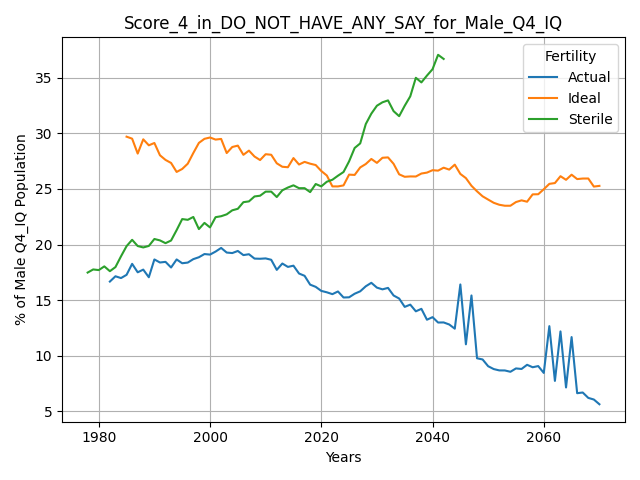 Score_4_in_DO_NOT_HAVE_ANY_SAY_for_Male_Q4_IQ
Fertility
Actual
Ideal
Sterile
% of Male Q4_IQ Population
35
30
25
20
15
10
5
1980 2000 2020 2040 2060
Years